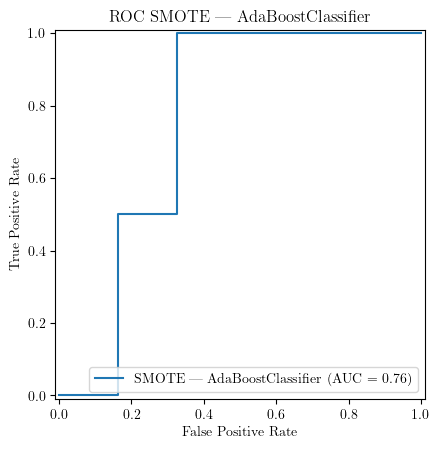 ROC SMOTE — AdaBoostClassifier
1.0
0.8
0.6
0.4
0.2
0.0
True Positive Rate
SMOTE — AdaBoostClassifier (AUC = 0.76)
0.0 0.2 0.4 0.6 0.8 1.0
False Positive Rate